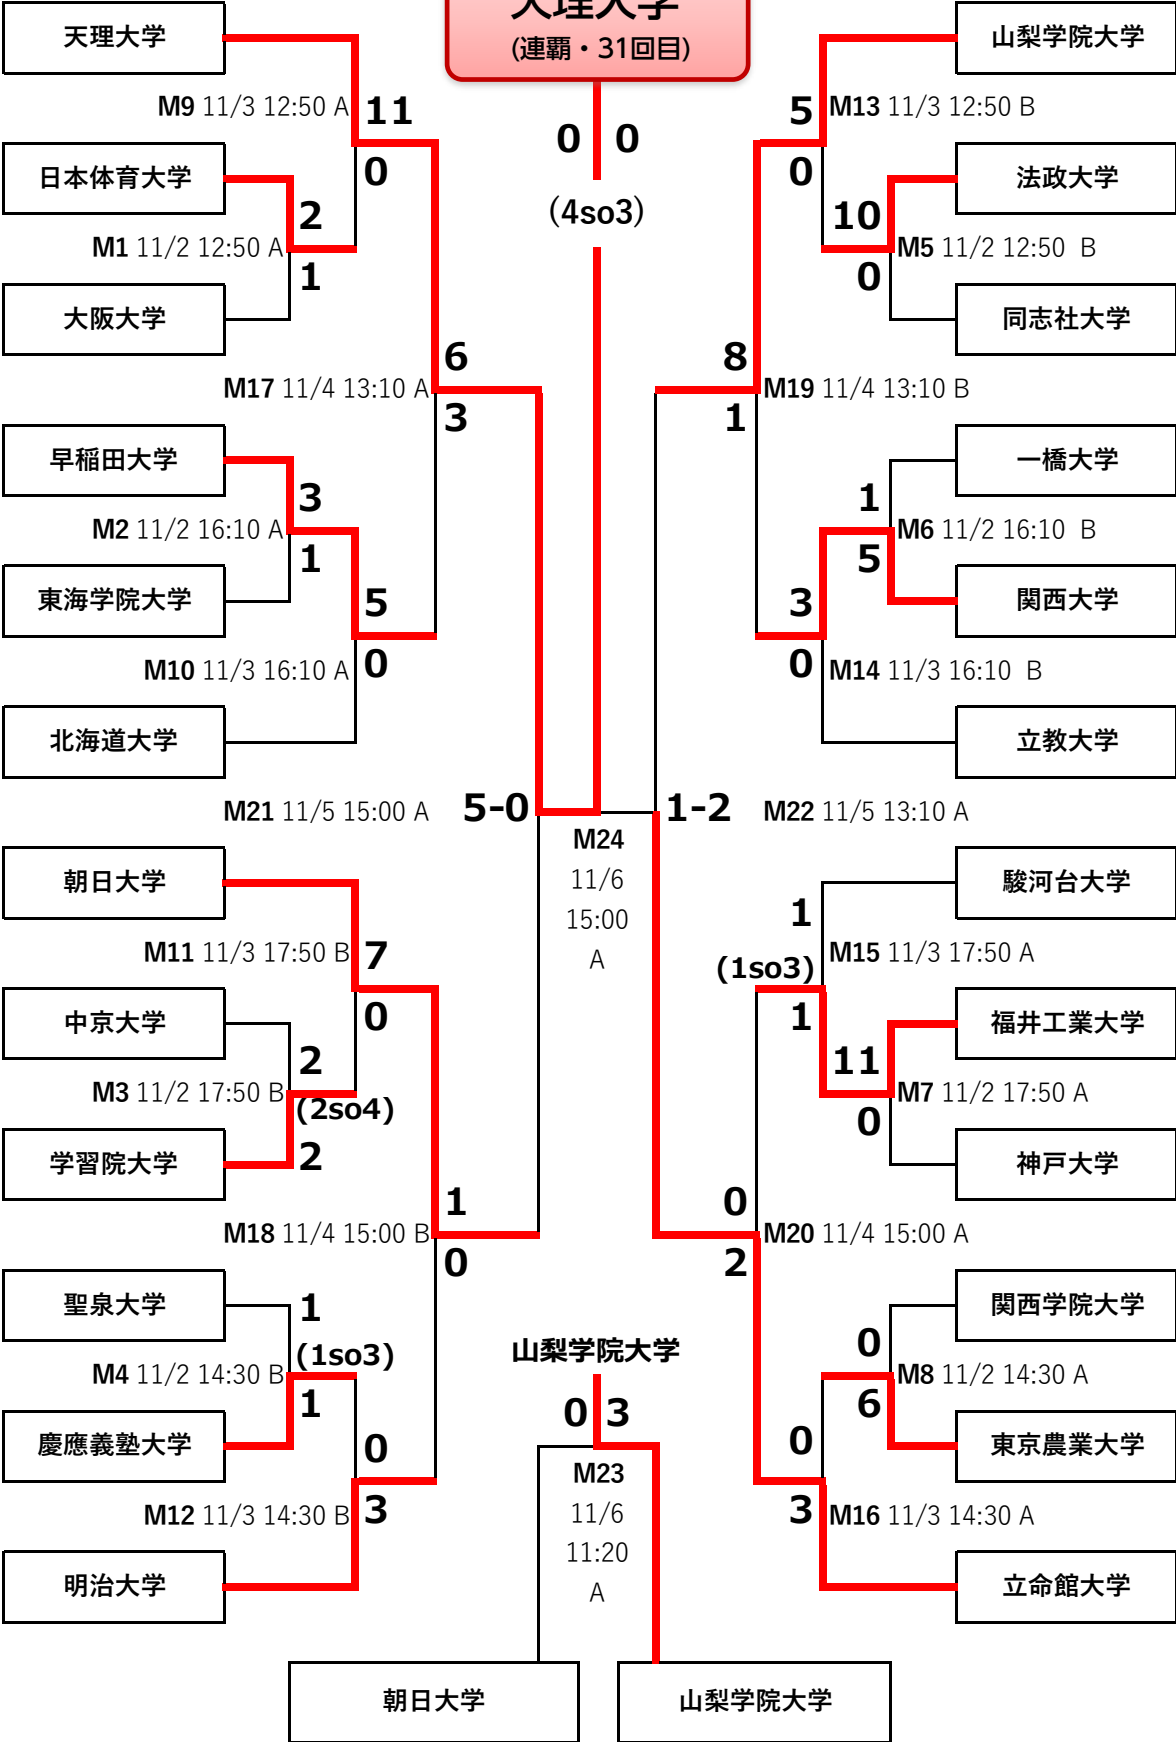 天理大学
(連覇・31回目)
0 0
(4so3)
天理大学
M9 11/3 12:50 A
11
0
日本体育大学
2
M1 11/2 12:50 A
1
大阪大学
6
M17 11/4 13:10 A
3
早稲田大学
3
M2 11/2 16:10 A
1
東海学院大学
5
M10 11/3 16:10 A
0
北海道大学
M21 11/5 15:00 A
5-0
朝日大学
M11 11/3 17:50 B
7
0
中京大学
2
M3 11/2 17:50 B
(2so4)
2
学習院大学
1
M18 11/4 15:00 B
0
聖泉大学
1
(1so3)
M4 11/2 14:30 B
1
慶應義塾大学
0
M12 11/3 14:30 B
3
明治大学
山梨学院大学
5
M13 11/3 12:50 B
0
法政大学
10
M5 11/2 12:50 B
0
同志社大学
8
M19 11/4 13:10 B
1
一橋大学
1
M6 11/2 16:10 B
5
関西大学
3
M14 11/3 16:10 B
0
立教大学
1-2
M22 11/5 13:10 A
駿河台大学
1
M15 11/3 17:50 A
(1so3)
1
福井工業大学
11
M7 11/2 17:50 A
0
神戸大学
0
M20 11/4 15:00 A
2
関西学院大学
0
M8 11/2 14:30 A
6
東京農業大学
0
M16 11/3 14:30 A
3
立命館大学
M24
11/6
15:00
A
山梨学院大学
0 3
M23
11/6
11:20
A
朝日大学
山梨学院大学